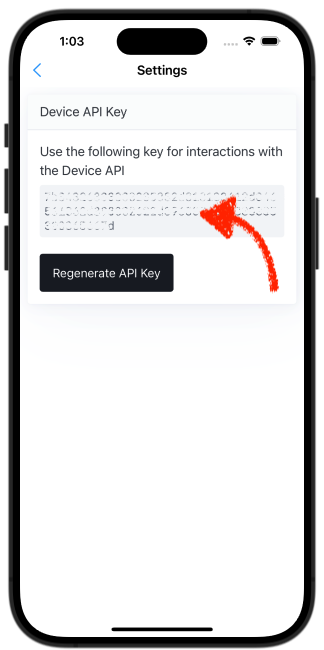 1:03
Settings
Device API Key
Use the following key for interactions with
the Device API
Regenerate API Key